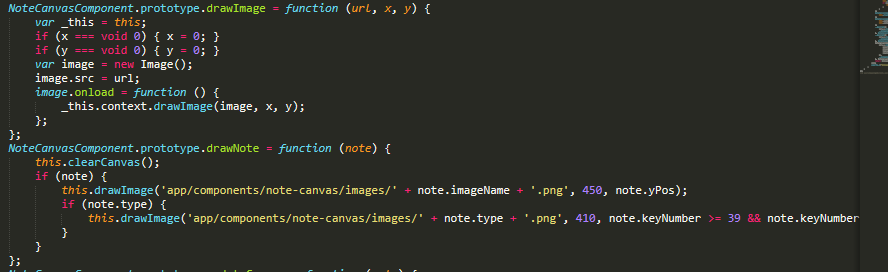 NoteCanvasComponent.prototype.drawImage = function (url, x, y) {
    var _this = this;
    if (x === void 0) { x = 0; }
    if (y === void 0) { y = 0; }
    var image = new Image();
    image.src = url;
    image.onload = function () {
        _this.context.drawImage(image, x, y);
    };
};
NoteCanvasComponent.prototype.drawNote = function (note) {
    this.clearCanvas();
    if (note) {
        this.drawImage('app/components/note-canvas/images/' + note.imageName + '.png', 450, note.yPos);
        if (note.type) {
            this.drawImage('app/components/note-canvas/images/' + note.type + '.png', 410, note.keyNumber >= 39 && note.keyNumber
        }
    }
};